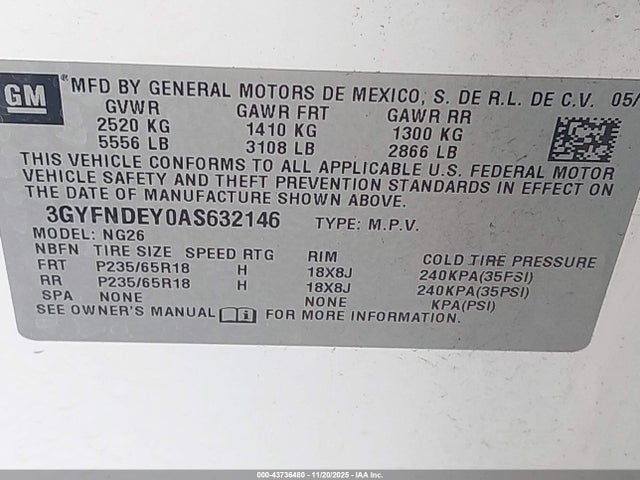 GM ® MFD BY GENERAL MOTORS DE MEXICO, S. DE R.L. DE C.V. 05/
GVWR GAWR FRT GAWR RR
2520 KG 1410 KG 1300 KG
5556 LB 3108 LB 2866 LB
THIS VEHICLE CONFORMS TO ALL APPLICABLE U.S. FEDERAL MOTOR
VEHICLE SAFETY AND THEFT PREVENTION STANDARDS IN EFFECT ON
THE DATE OF MANUFACTURE SHOWN ABOVE.
3GYFNDEY0AS632146 TYPE: M.P.V.
MODEL: NG26
NBFN TIRE SIZE SPEED RTG RIM COLD TIRE PRESSURE
FRT P235/65R18 H 18X8J 240KPA(35PSI)
RR P235/65R18 H 18X8J 240KPA(35PSI)
SPA NONE NONE KPA(PSI)
SEE OWNER'S MANUAL FOR MORE INFORMATION.
000-43736480 - 11/20/2025 - IAAI.com